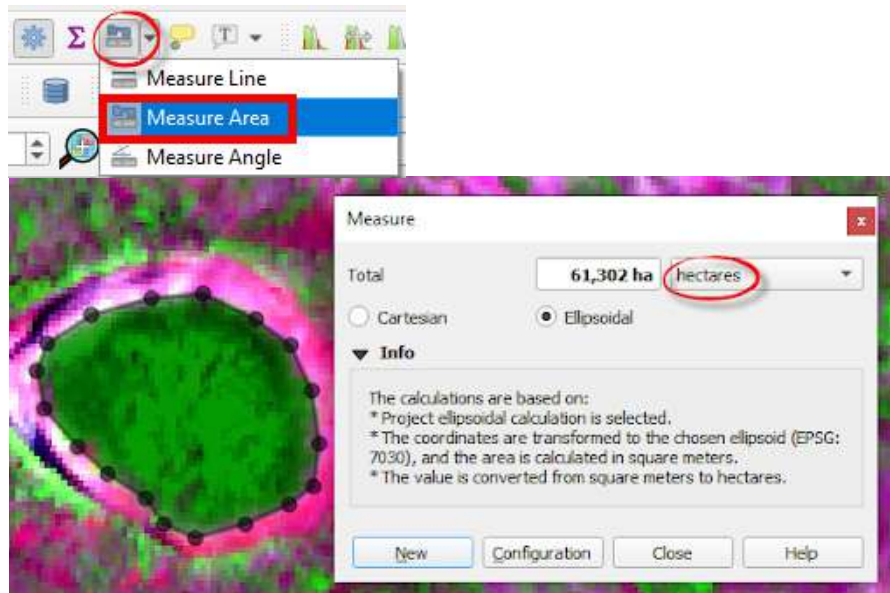 Σ T
Measure Line
Measure Area
Measure Angle
Measure x
Total 61,302 ha hectares
Cartesian Ellipsoidal
Info
The calculations are based on:
* Project ellipsoidal calculation is selected.
* The coordinates are transformed to the chosen ellipsoid (EPSG:
7030), and the area is calculated in square meters.
* The value is converted from square meters to hectares.
New Configuration Close Help